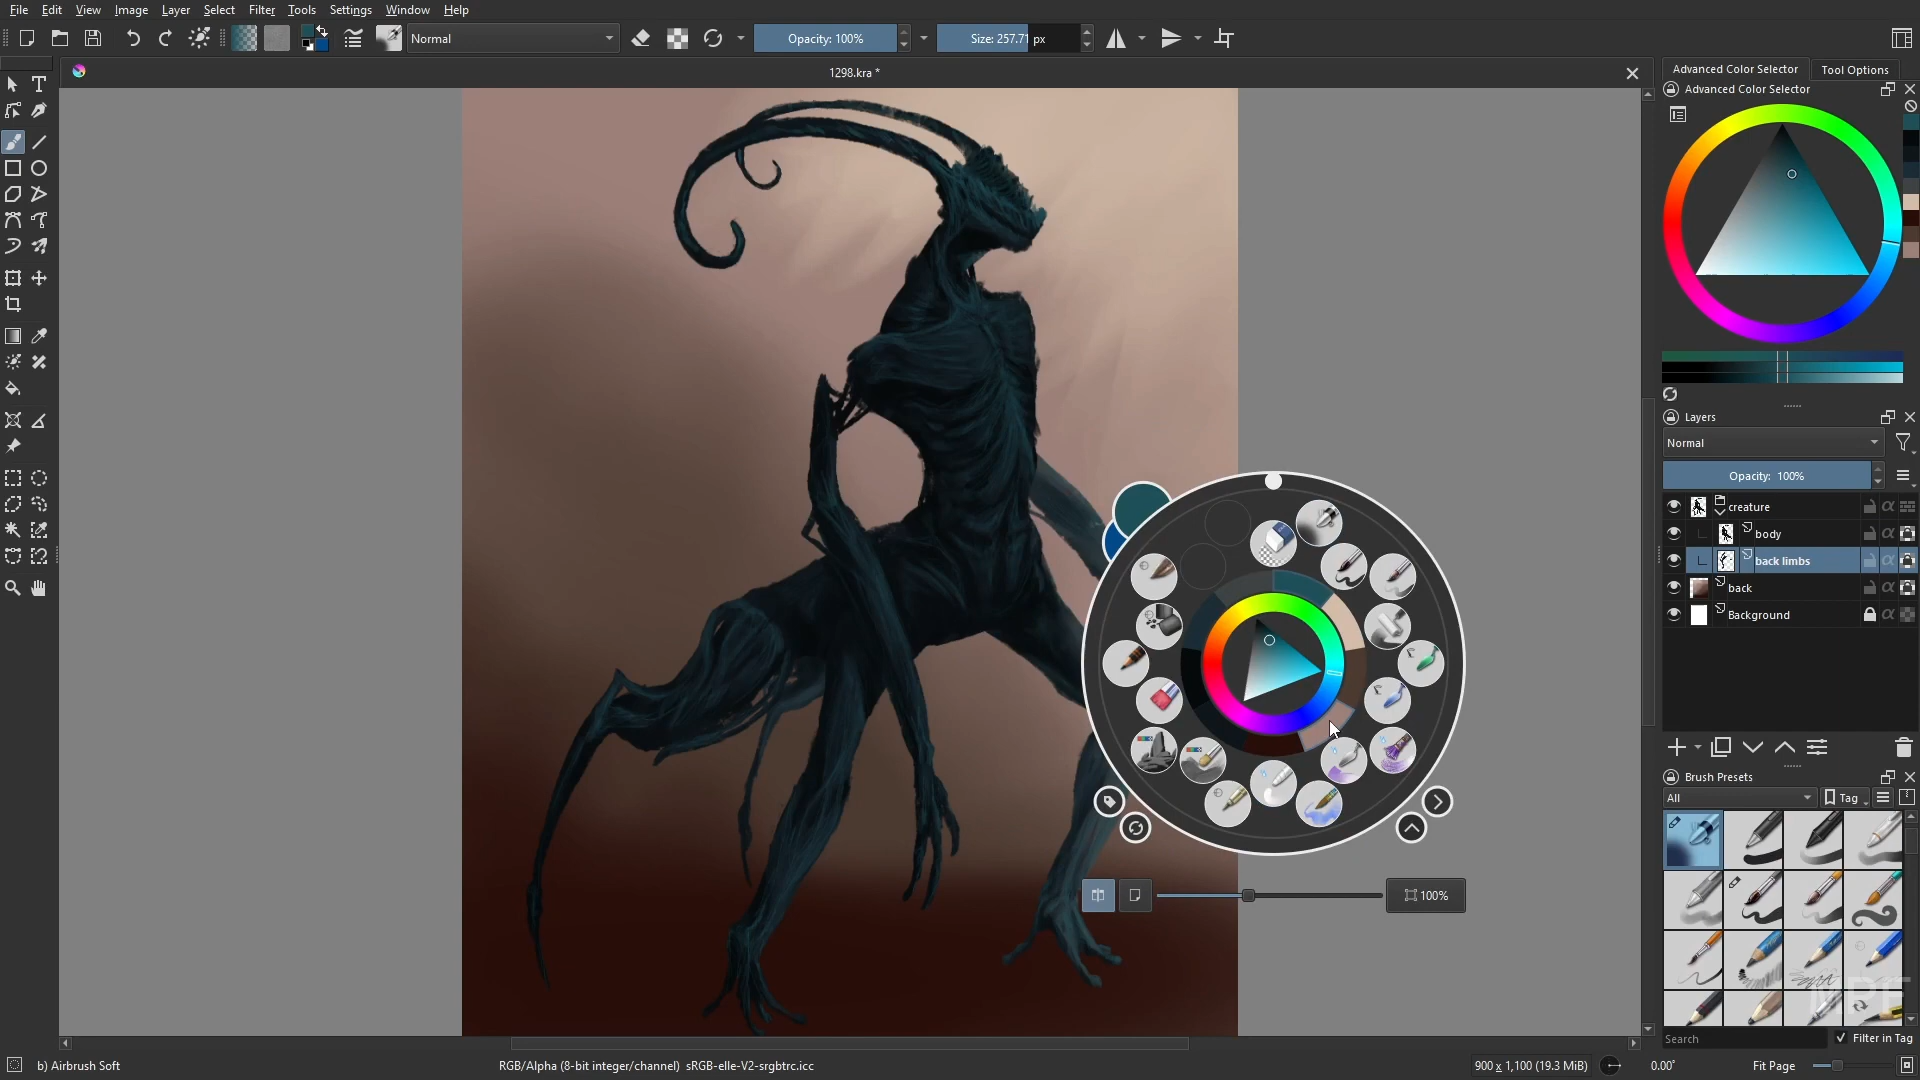 File Edit View Image Layer Select Filter Tools Settings Window Help
Normal
Opacity: 100%
Size: 257.71 px
1298.kra *
Advanced Color Selector
Tool Options
Advanced Color Selector
Layers
Normal
Opacity: 100%
creature
body
back limbs
back
Background
100%
Brush Presets
All
Tag
MPF
Search
Filter in Tag
b) Airbrush Soft
RGB/Alpha (8-bit integer/channel) sRGB-elle-V2-srgbtrc.icc
900 x 1,100 (19.3 MiB)
0.00°
Fit Page